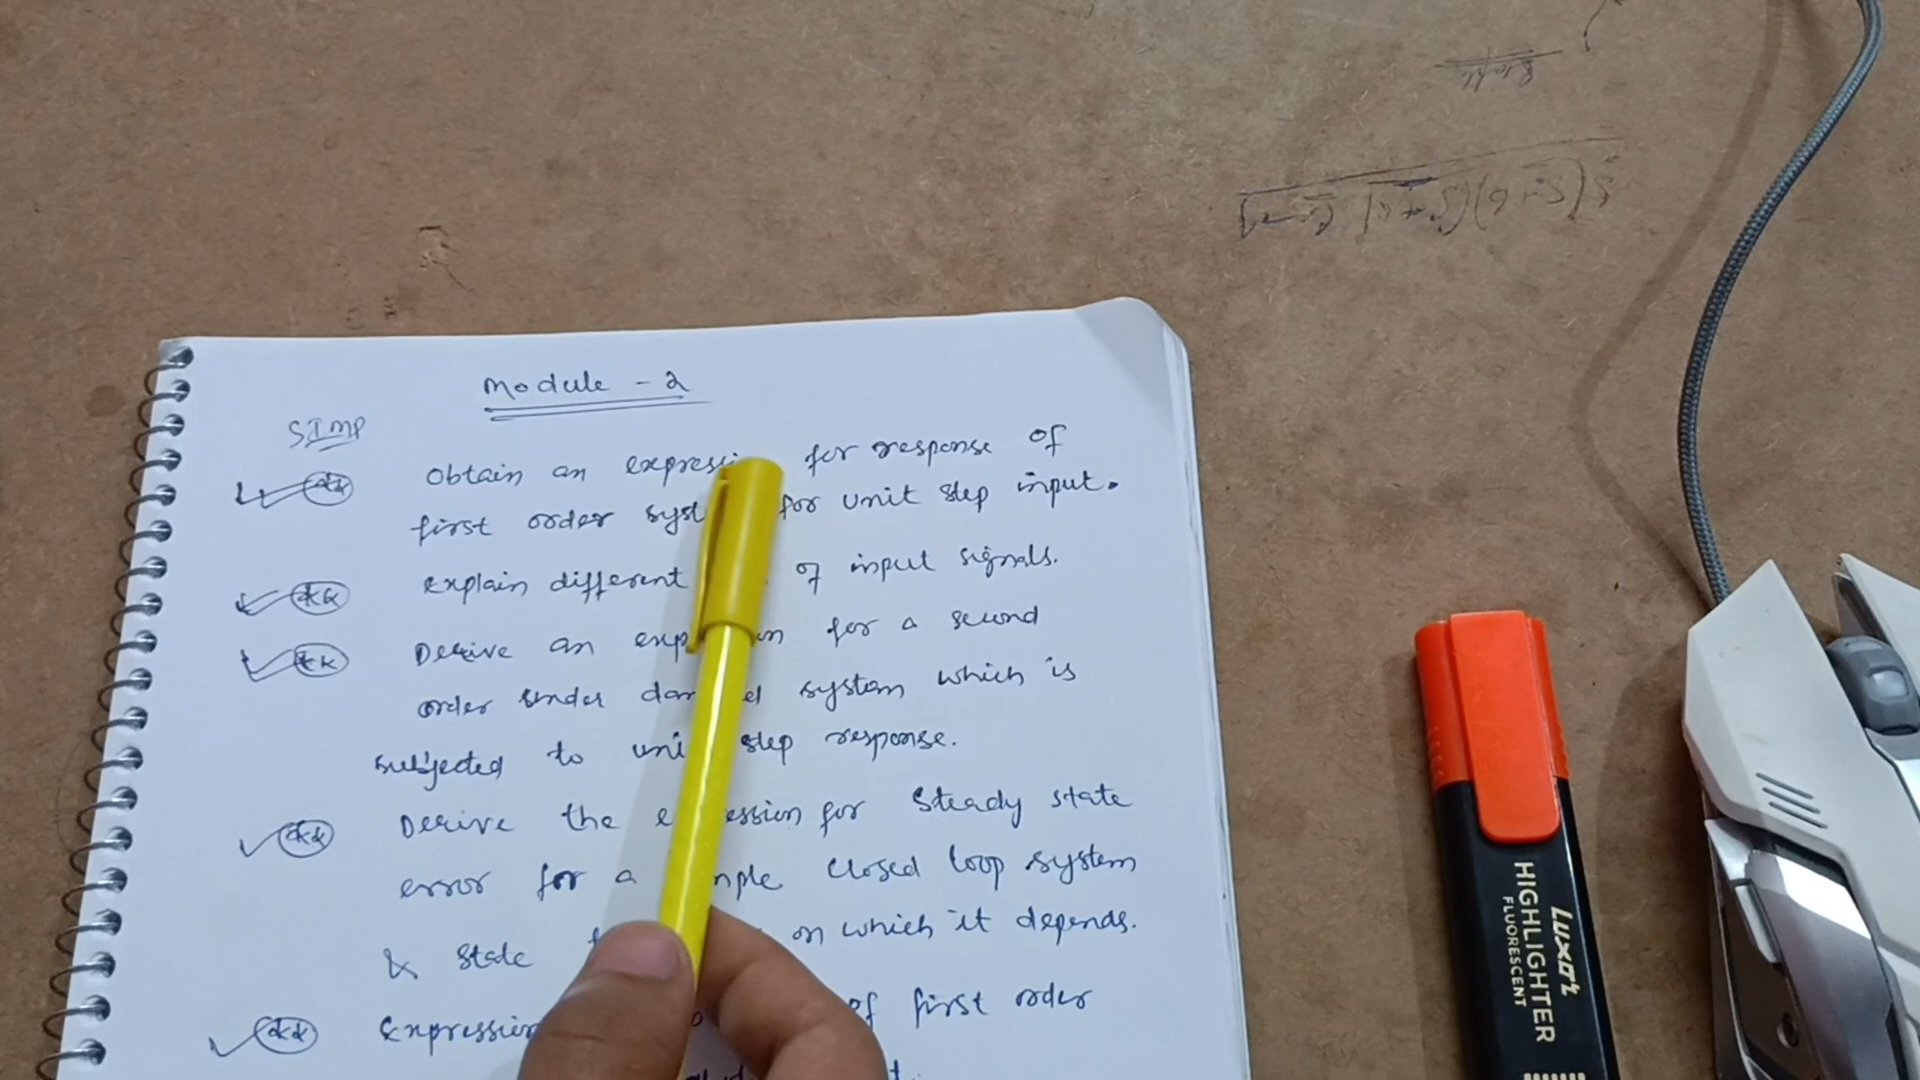 Module - 2
SIMP
Obtain an expressi for response of
first order syst for unit step input.
Explain different of input signals.
Derive an exp n for a second
order under dam ed system which is
subjected to uni step response.
Derive the e ession for Steady state
error for a mple closed loop system
& state on which it depends.
Expression of first order
Luxor
HIGHLIGHTER
FLUORESCENT